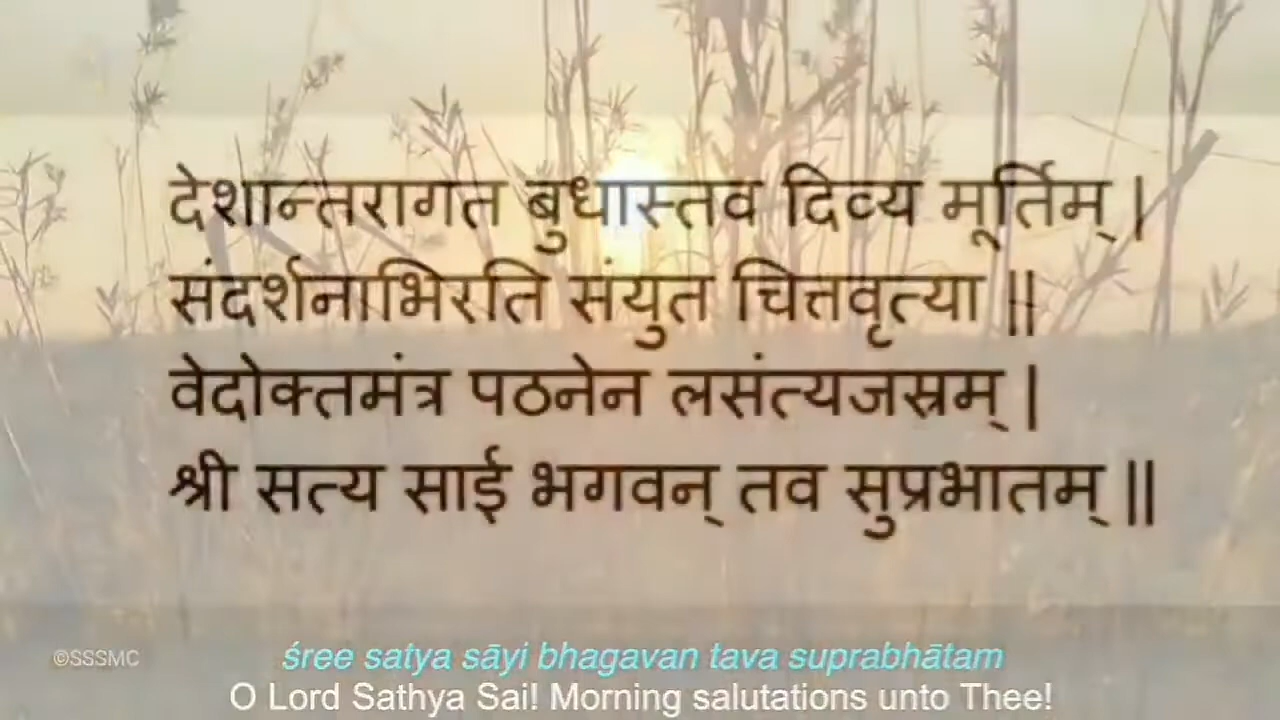 देशान्तरागत बुधास्तव दिव्य मूर्तिम् |
संदर्शनाभिरति संयुत चित्तवृत्या ||
वेदोक्तमंत्र पठनेन लसंत्यजस्रम् |
श्री सत्य साई भगवन् तव सुप्रभातम् ||
©SSSMC
śree satya sāyi bhagavan tava suprabhātam
O Lord Sathya Sai! Morning salutations unto Thee!